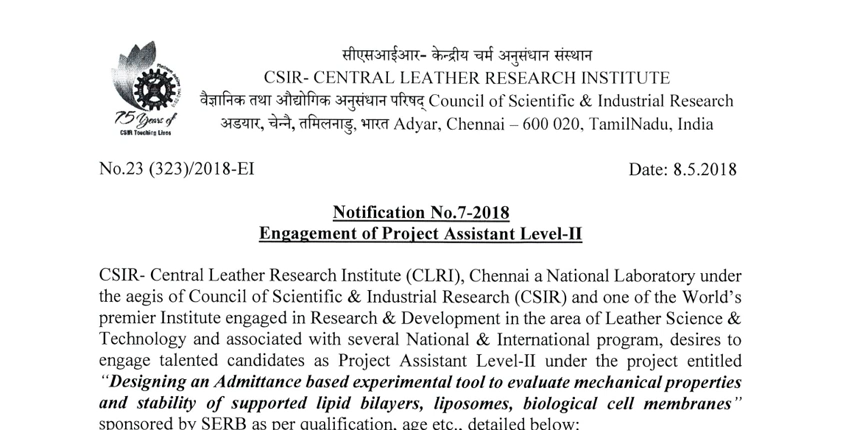 सीएसआईआर- केन्द्रीय चर्म अनुसंधान संस्थान
CSIR- CENTRAL LEATHER RESEARCH INSTITUTE
वैज्ञानिक तथा औद्योगिक अनुसंधान परिषद् Council of Scientific & Industrial Research
अडयार, चेन्नै, तमिलनाडु, भारत Adyar, Chennai – 600 020, TamilNadu, India
75 Years of
CSIR Touching Lives
No.23 (323)/2018-EI Date: 8.5.2018
Notification No.7-2018
Engagement of Project Assistant Level-II
CSIR- Central Leather Research Institute (CLRI), Chennai a National Laboratory under
the aegis of Council of Scientific & Industrial Research (CSIR) and one of the World's
premier Institute engaged in Research & Development in the area of Leather Science &
Technology and associated with several National & International program, desires to
engage talented candidates as Project Assistant Level-II under the project entitled
"Designing an Admittance based experimental tool to evaluate mechanical properties
and stability of supported lipid bilayers, liposomes, biological cell membranes"
sponsored by SERB as per qualification, age etc., detailed below: